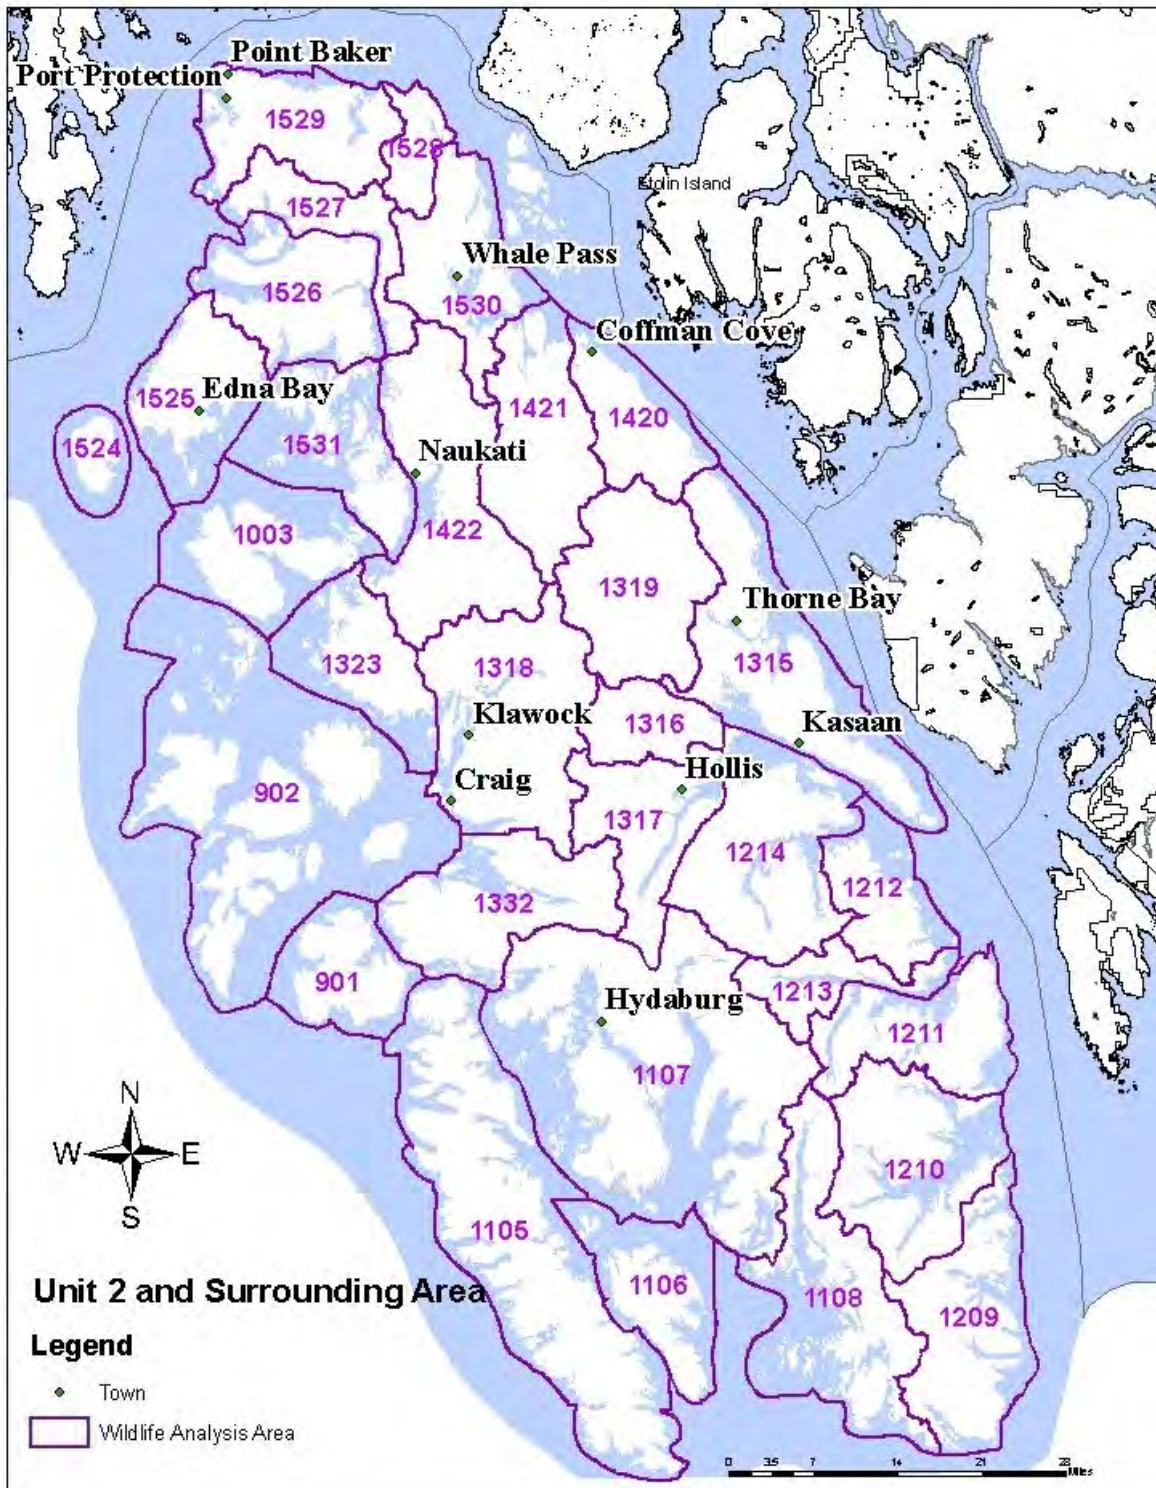 Point Baker
Port Protection
1529
1528
Etolin Island
1527
Whale Pass
1526
1530
Coffman Cove
Edna Bay
1525
1421
1420
1524
1531
Naukati
1003
1422
1319
Thorne Bay
1323
1318
1315
Klawock
1316
Kasaan
Hollis
902
Craig
1317
1214
1212
1332
901
1213
Hydaburg
1211
1107
N
W
E
S
1210
1105
1106
1108
1209
Unit 2 and Surrounding Area
Legend
Town
Wildlife Analysis Area
0 3.5 7 14 21 28
Miles